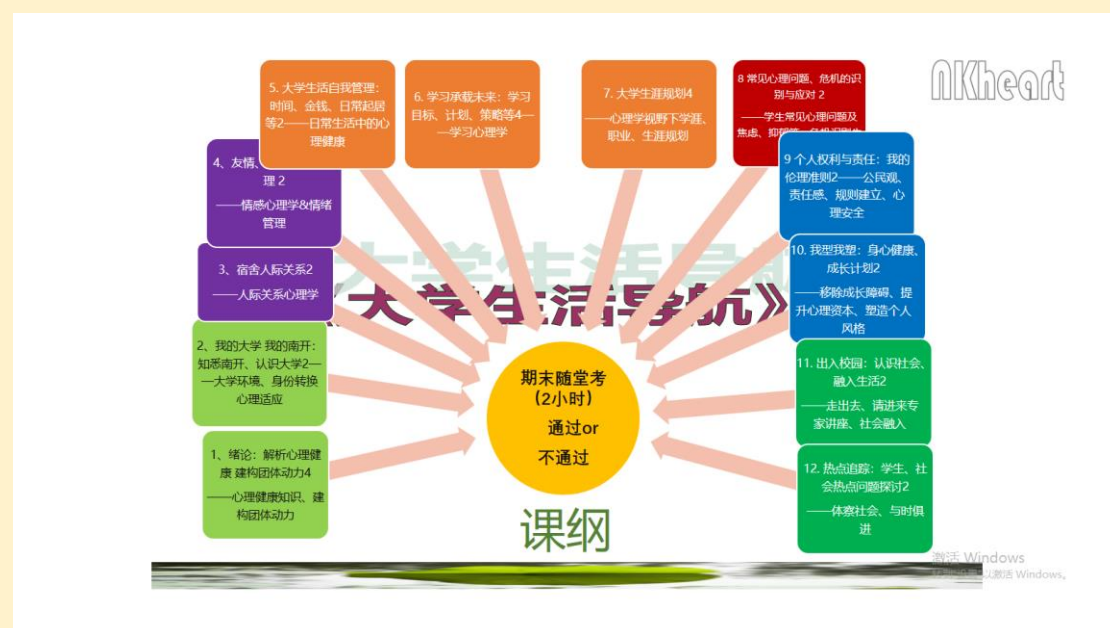 NKheart
5. 大学生活自我管理:
时间、金钱、日常起居
等2——日常生活中的心
理健康
6. 学习承载未来：学习
目标、计划、策略等4—
—学习心理学
7. 大学生涯规划4
——心理学视野下学涯、
职业、生涯规划
8 常见心理问题、危机的识
别与应对 2
——学生常见心理问题及
4、友情、
理 2
——情感心理学&情绪
管理
9 个人权利与责任：我的
伦理准则2——公民观、
责任感、规则建立、心
理安全
3、宿舍人际关系2
——人际关系心理学
10. 我型我塑：身心健康、
成长计划2
——移除成长障碍、提
升心理资本、塑造个人
风格
大学生活导航
《大学生活导航》
2、我的大学 我的南开：
知悉南开、认识大学2—
—大学环境、身份转换
心理适应
11. 出入校园：认识社会、
融入生活2
——走出去、请进来专
家讲座、社会融入
1、绪论：解析心理健
康 建构团体动力4
——心理健康知识、建
构团体动力
12. 热点追踪：学生、社
会热点问题探讨2
——体察社会、与时俱
进
期末随堂考
(2小时)
通过or
不通过
课纲
激活 Windows
以激活 Windows。